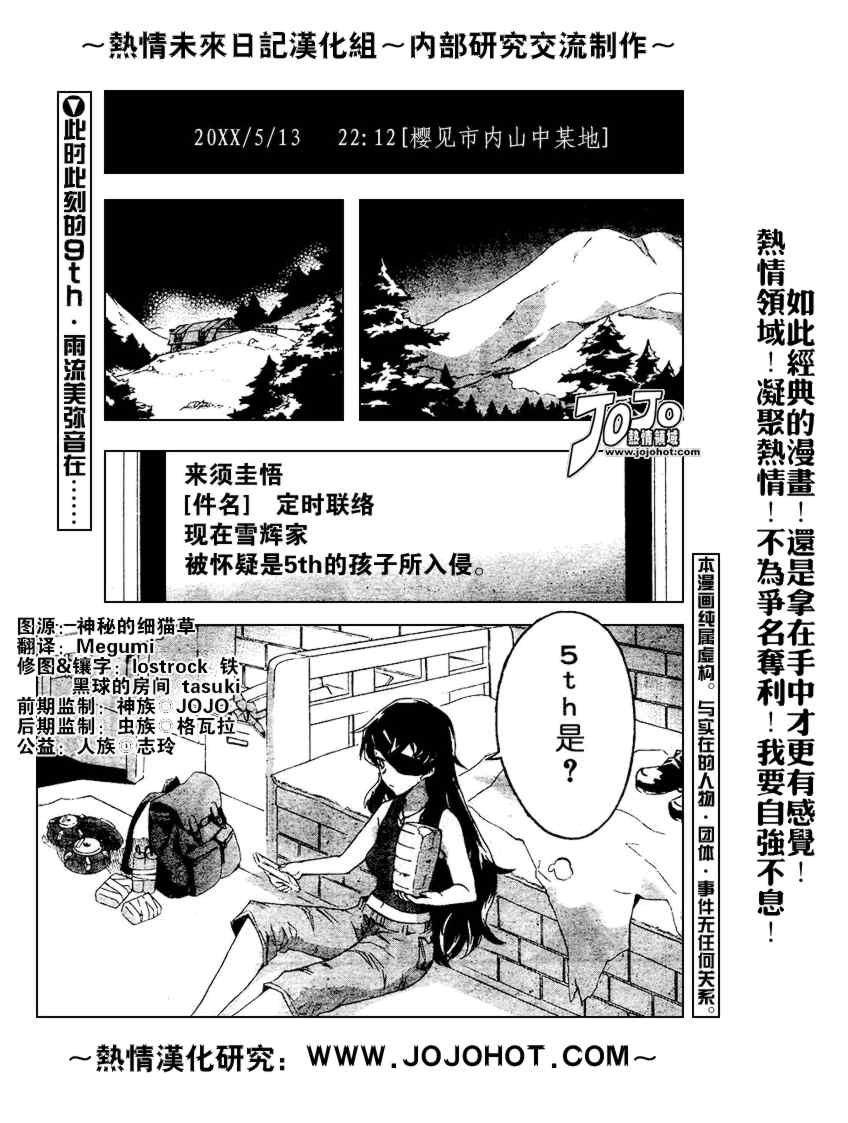 ～熱情未來日記漢化組～内部研究交流制作～
20XX/5/13 22:12[樱见市内山中某地]
▼此时此刻的9th·雨流美弥音在……
如此經典的漫畫！還是拿在手中才更有感覺！
熱情領域！凝聚熱情！不為爭名奪利！我要自強不息！
JOJO
熱情領域
www.jojohot.com
来须圭悟
[件名] 定时联络
现在雪辉家
被怀疑是5th的孩子所入侵。
本漫画纯属虚构。与实在的人物·团体·事件无任何关系。
图源：神秘的细猫草
翻译：Megumi
修图&镶字：lostrock 铁
黑球的房间 tasuki
前期监制：神族◎JOJO
后期监制：虫族◎格瓦拉
公益：人族◎志玲
5th是？
～熱情漢化研究：WWW.JOJOHOT.COM～